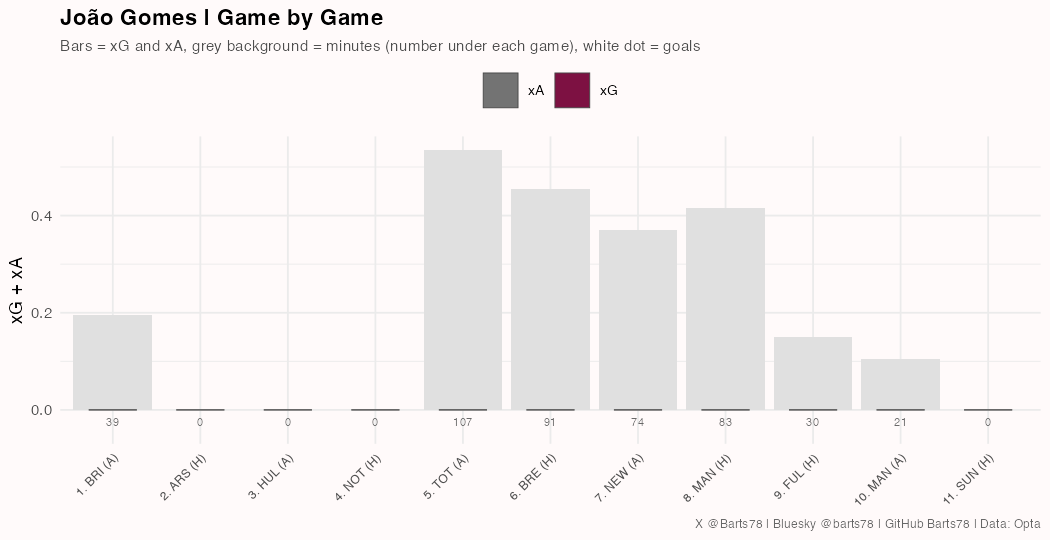 João Gomes | Game by Game
Bars = xG and xA, grey background = minutes (number under each game), white dot = goals
xA xG
xG + xA
0.4
0.2
0.0
39 0 0 0 107 91 74 83 30 21 0
1. BRI (A) 2. ARS (H) 3. HUL (A) 4. NOT (H) 5. TOT (A) 6. BRE (H) 7. NEW (A) 8. MAN (H) 9. FUL (H) 10. MAN (A) 11. SUN (H)
X @Barts78 | Bluesky @barts78 | GitHub Barts78 | Data: Opta